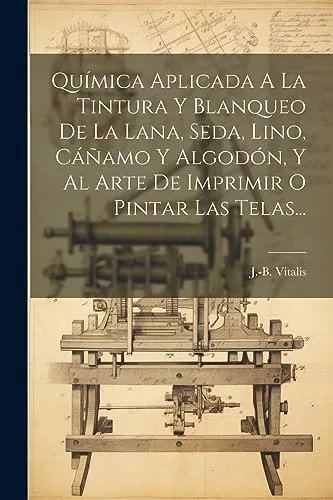 Química Aplicada A La
Tintura Y Blanqueo
De La Lana, Seda, Lino,
Cáñamo Y Algodón, Y
Al Arte De Imprimir O
Pintar Las Telas...
J.-B. Vitalis